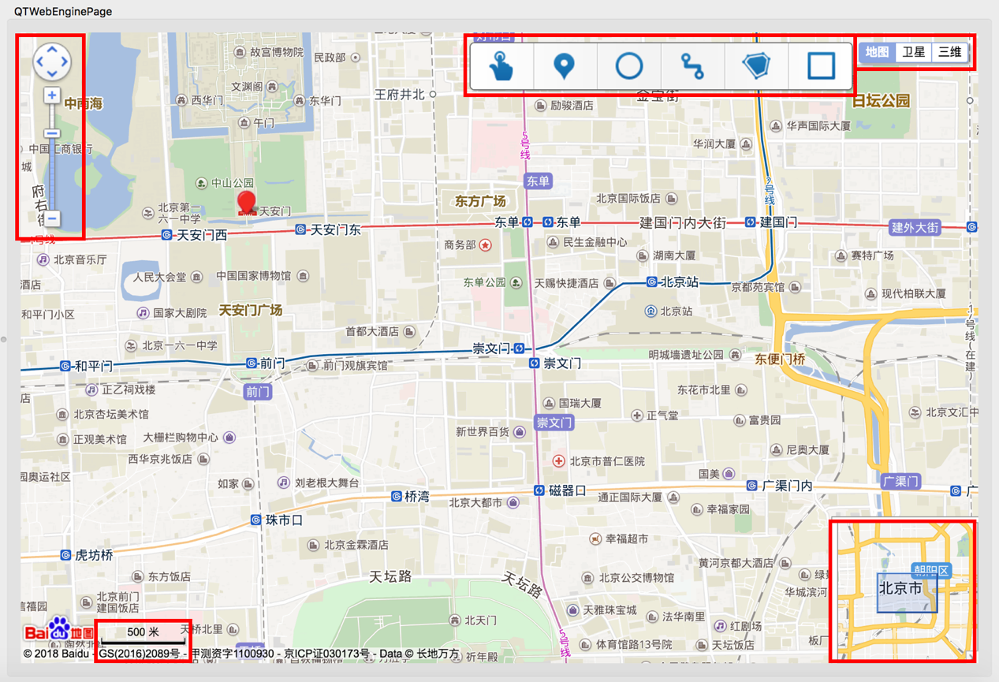 QTWebEnginePage
故宫博物院
民政部
地图 卫星 三维
文渊阁
王府井北
金宝街
中南海
西华门
东华门
励骏酒店
日坛公园
午门
华声国际大厦
中国工商银行
5号线
华润大厦
城
府右街
中山公园
东单
2号线
北京国际饭店
东方广场
北京第一
六一中学
天安门
东单
东单
建国门内大街
建国门
建外大街
天安门西
天安门东
1号线
商务部
民生金融中心
北京音乐厅
湖南大厦
赛特广场
人民大会堂
中国国家博物馆
东单公园
天赐快捷酒店
北京站
京都苑宾馆
酒店
现代柏联大厦
国家大剧院
天安门广场
北京站
和平门小区
首都大酒店
17号线(在建)
北京一六一中学
崇文门
明城墙遗址公园
东便门桥
和平门
前门
前门观旗宾馆
崇文门
正乙祠戏楼
前门
东花市北里
店
国瑞大厦
北京杏坛美术馆
正气堂
北京文汇中
崇文门
富贵园
正观美术馆
大栅栏购物中心
新世界百货
尼奥大厦
西华京兆饭店
北京市普仁医院
国美
园奥运社区
如家
刘老根大舞台
广渠门
磁器口
广渠门内
广
桥湾
北京大都市
通正国际大厦
幸福家园
珠市口
幸福超市
北京金霖酒店
虎坊桥
黄河京都大酒店
朝阳区
东方饭店
天坛路
天坛路
北京公交博物馆
绿景
北京市
华城滨河
北京前门
建国饭店
信禧园
天雅珠宝城
法华南里
北天门
红剧场
Bai du 地图
500 米
天桥北里
5号线
体育馆路13号院
天坛饭店
板厂
© 2018 Baidu - GS(2016)2089号 - 甲测资字1100930 - 京ICP证030173号 - Data © 长地万方
祈年殿